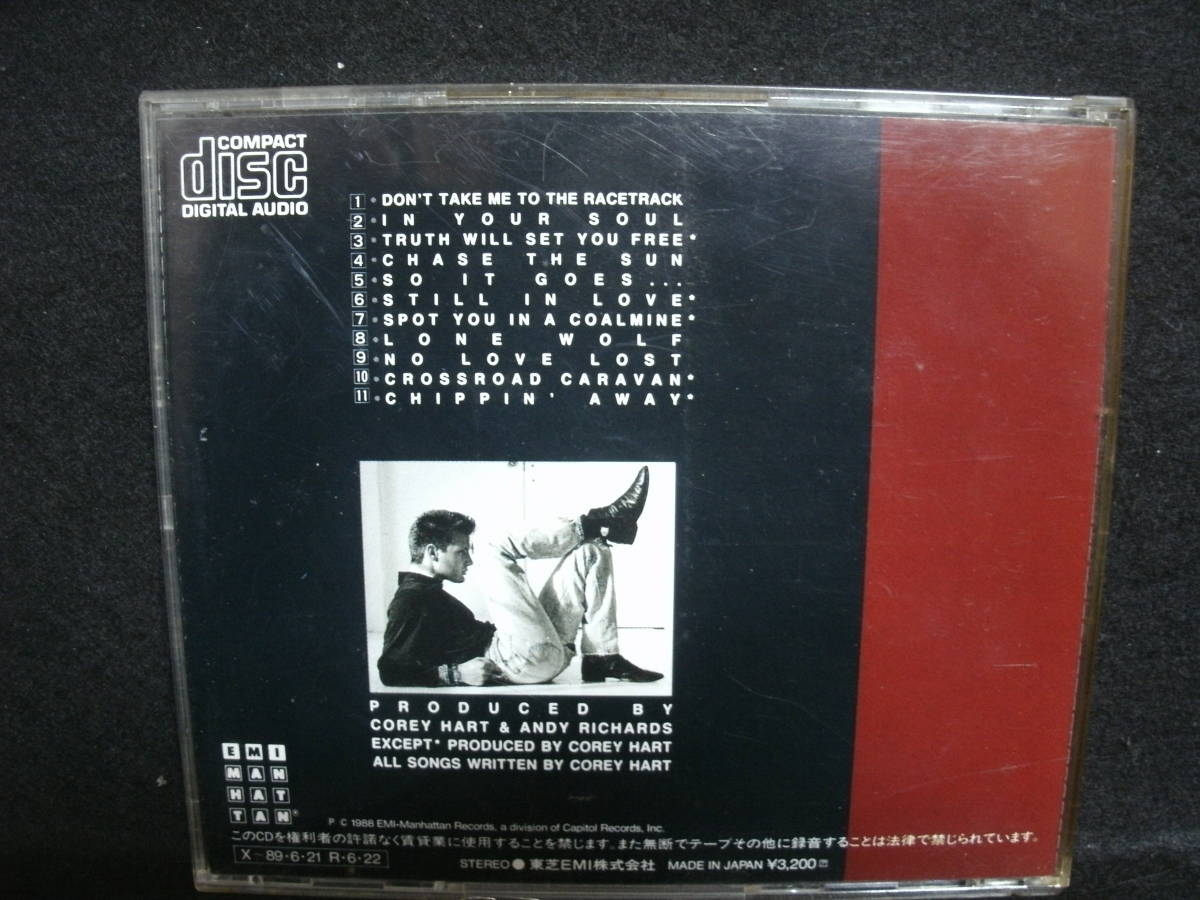 COMPACT
disc
DIGITAL AUDIO
1 • DON'T TAKE ME TO THE RACETRACK
2 • IN YOUR SOUL
3 • TRUTH WILL SET YOU FREE*
4 • CHASE THE SUN
5 • SO IT GOES...
6 • STILL IN LOVE*
7 • SPOT YOU IN A COALMINE*
8 • LONE WOLF
9 • NO LOVE LOST
10 • CROSSROAD CARAVAN*
11 • CHIPPIN' AWAY*
PRODUCED BY
COREY HART & ANDY RICHARDS
EXCEPT* PRODUCED BY COREY HART
ALL SONGS WRITTEN BY COREY HART
EMI
MAN
HAT
TAN
P C 1988 EMI-Manhattan Records, a division of Capitol Records, Inc.
このCDを権利者の許諾なく賃貸業に使用することを禁じます。また無断でテープその他に録音することは法律で禁じられています。
X-89・6・21 R・6・22
STEREO ● 東芝EMI株式会社 MADE IN JAPAN ¥3,200